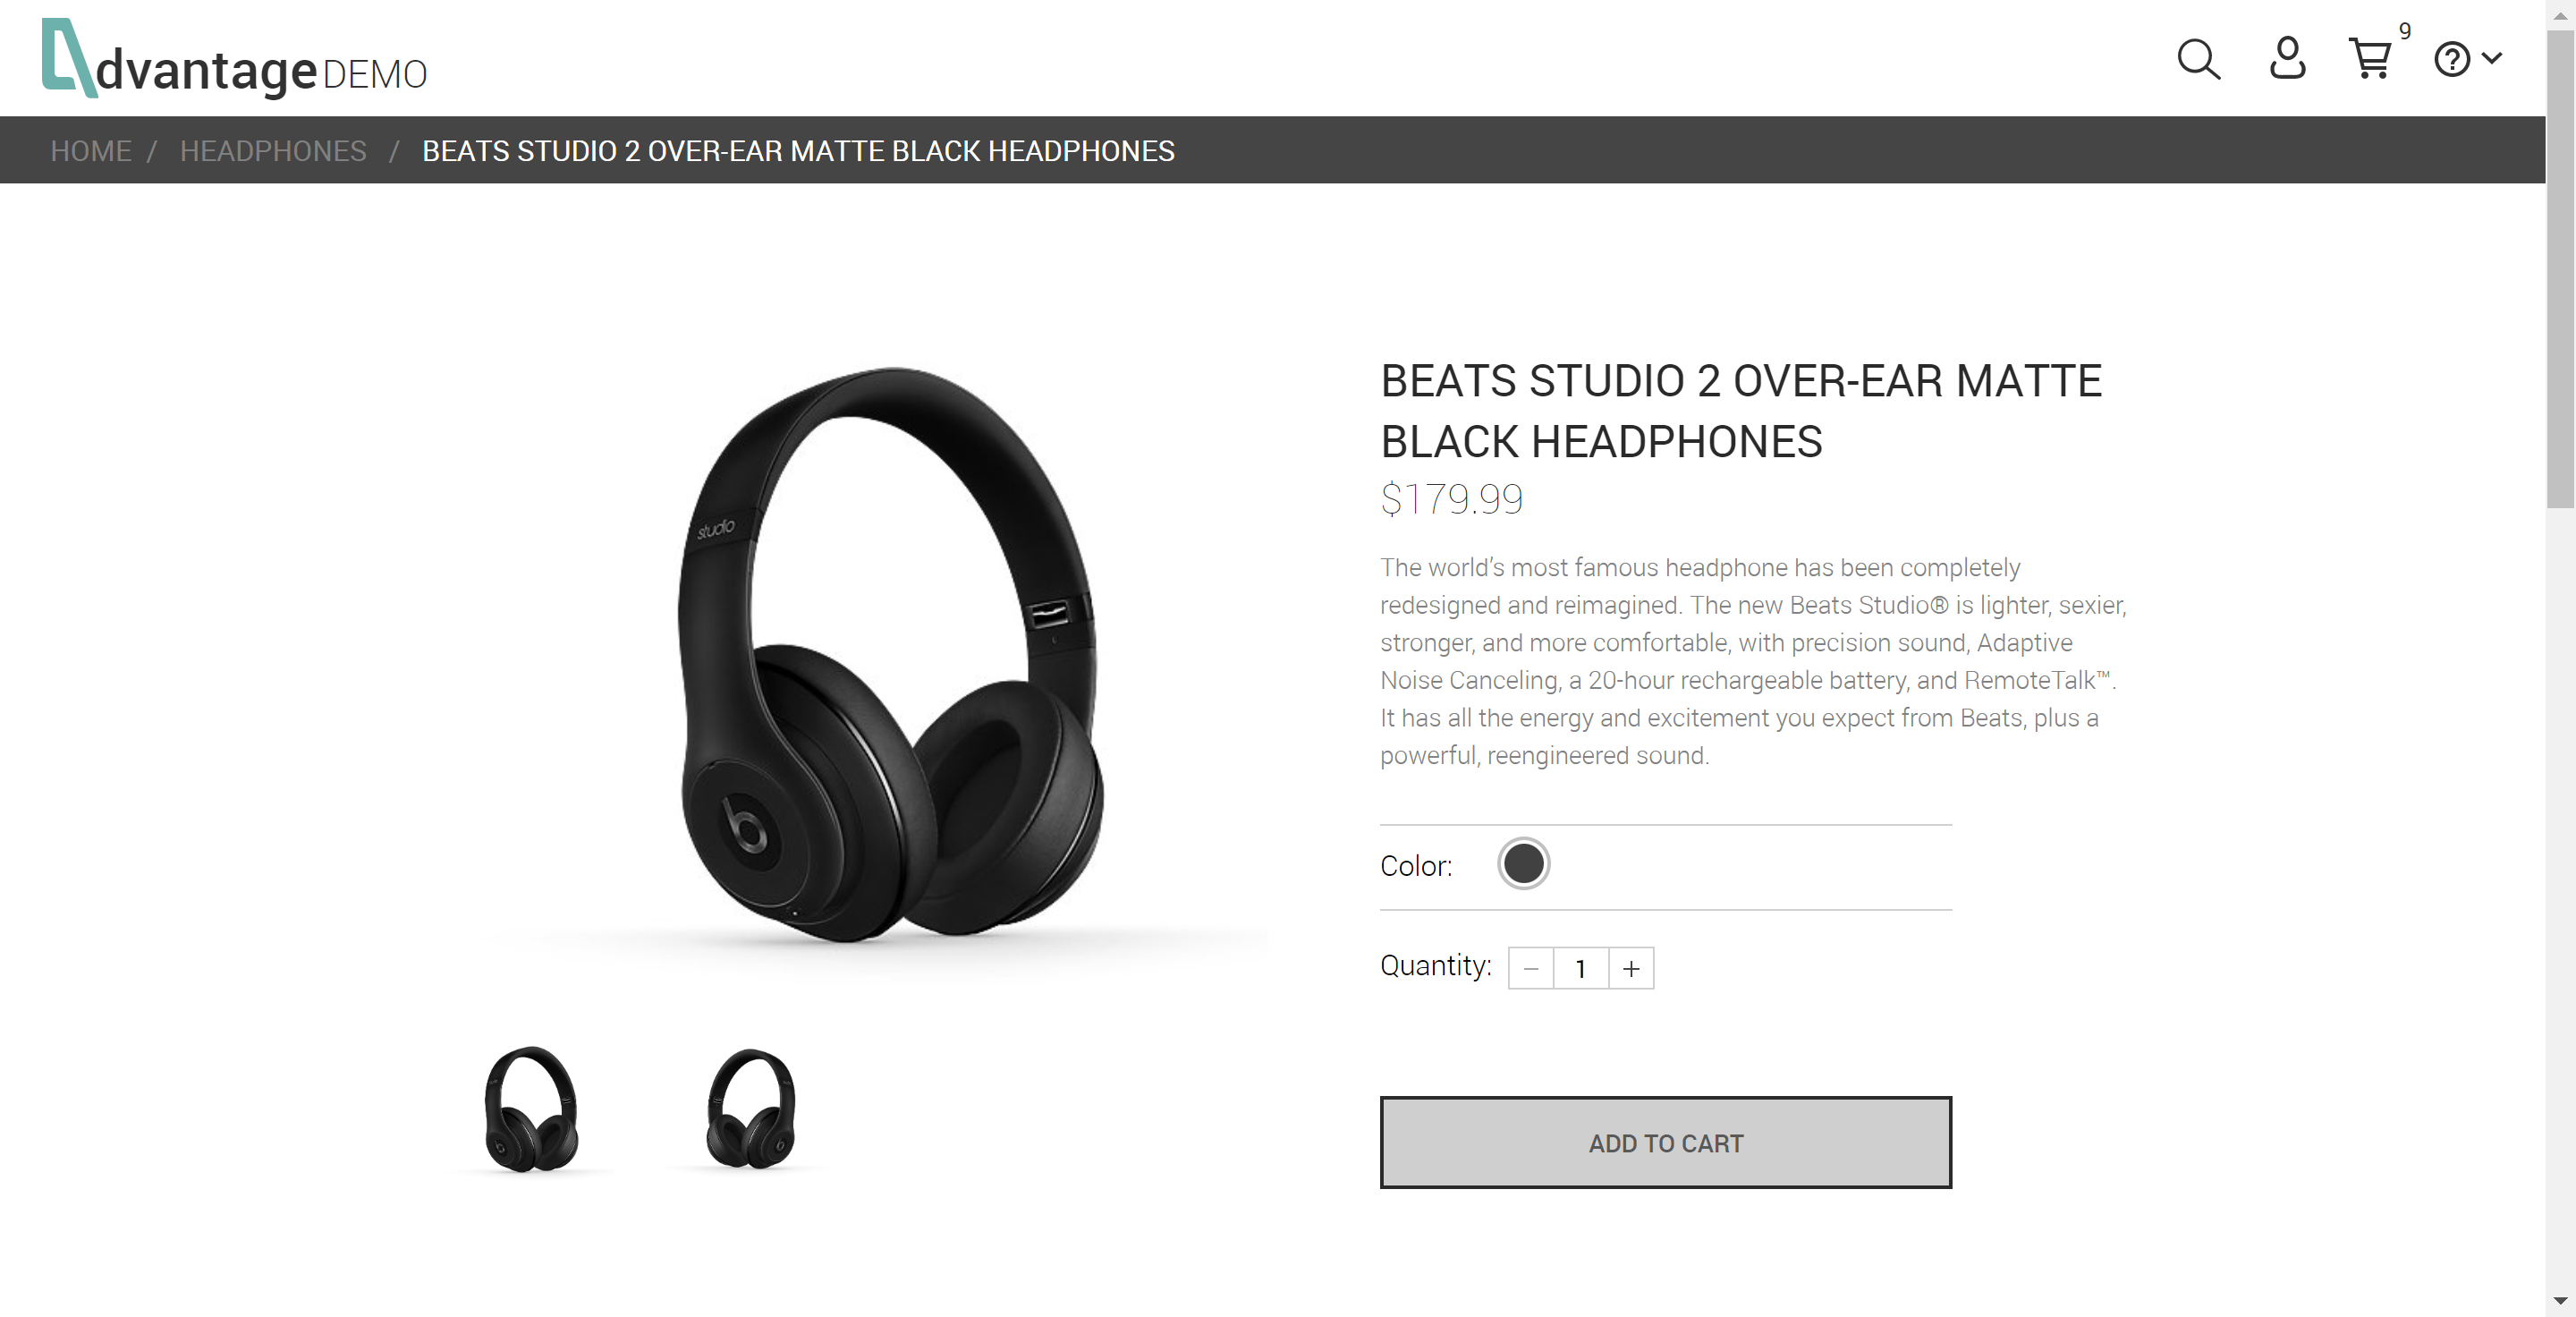 dvantage DEMO
9
HOME / HEADPHONES / BEATS STUDIO 2 OVER-EAR MATTE BLACK HEADPHONES
studio
BEATS STUDIO 2 OVER-EAR MATTE
BLACK HEADPHONES
$179.99
The world’s most famous headphone has been completely
redesigned and reimagined. The new Beats Studio® is lighter, sexier,
stronger, and more comfortable, with precision sound, Adaptive
Noise Canceling, a 20-hour rechargeable battery, and RemoteTalk™.
It has all the energy and excitement you expect from Beats, plus a
powerful, reengineered sound.
Color:
Quantity: − 1 +
ADD TO CART